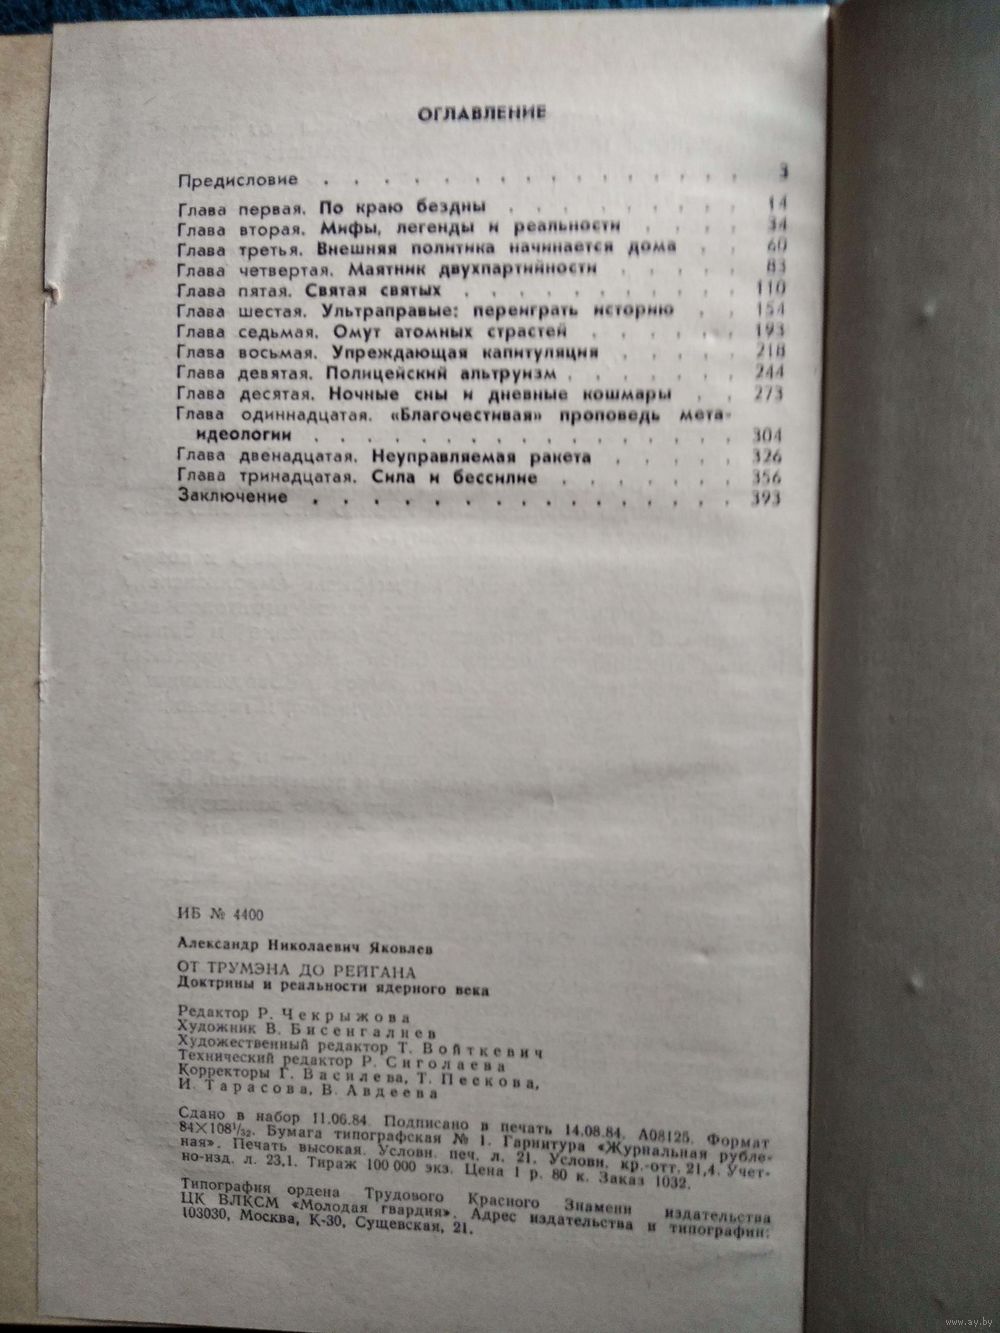 ОГЛАВЛЕНИЕ
Предисловие . . . . . . . . . . . . . . . . . 3
Глава первая. По краю бездны . . . . . . . . . . 14
Глава вторая. Мифы, легенды и реальности . . . . 34
Глава третья. Внешняя политика начинается дома . . 60
Глава четвертая. Маятник двухпартийности . . . . . 83
Глава пятая. Святая святых . . . . . . . . . . . 110
Глава шестая. Ультраправые: переиграть историю . . 154
Глава седьмая. Омут атомных страстей . . . . . . 193
Глава восьмая. Упреждающая капитуляция . . . . . 218
Глава девятая. Полицейский альтруизм . . . . . . . 244
Глава десятая. Ночные сны и дневные кошмары . . 273
Глава одиннадцатая. «Благочестивая» проповедь мета-
идеологии . . . . . . . . . . . . . . . . . 304
Глава двенадцатая. Неуправляемая ракета . . . . . 326
Глава тринадцатая. Сила и бессилие . . . . . . . 356
Заключение . . . . . . . . . . . . . . . . . 393
ИБ № 4400
Александр Николаевич Яковлев
ОТ ТРУМЭНА ДО РЕЙГАНА
Доктрины и реальности ядерного века
Редактор Р. Чекрыжова
Художник В. Бисенгалиев
Художественный редактор Т. Войткевич
Технический редактор Р. Сиголаева
Корректоры Г. Василева, Т. Пескова,
И. Тарасова, В. Авдеева
Сдано в набор 11.06.84. Подписано в печать 14.08.84. А08125. Формат
84×108¹/₃₂. Бумага типографская № 1. Гарнитура «Журнальная рубле-
ная». Печать высокая. Условн. печ. л. 21. Условн. кр.-отт. 21,4. Учет-
но-изд. л. 23,1. Тираж 100 000 экз. Цена 1 р. 80 к. Заказ 1032.
Типография ордена Трудового Красного Знамени издательства
ЦК ВЛКСМ «Молодая гвардия». Адрес издательства и типографии:
103030, Москва, К-30, Сущевская, 21.
www.ay.by